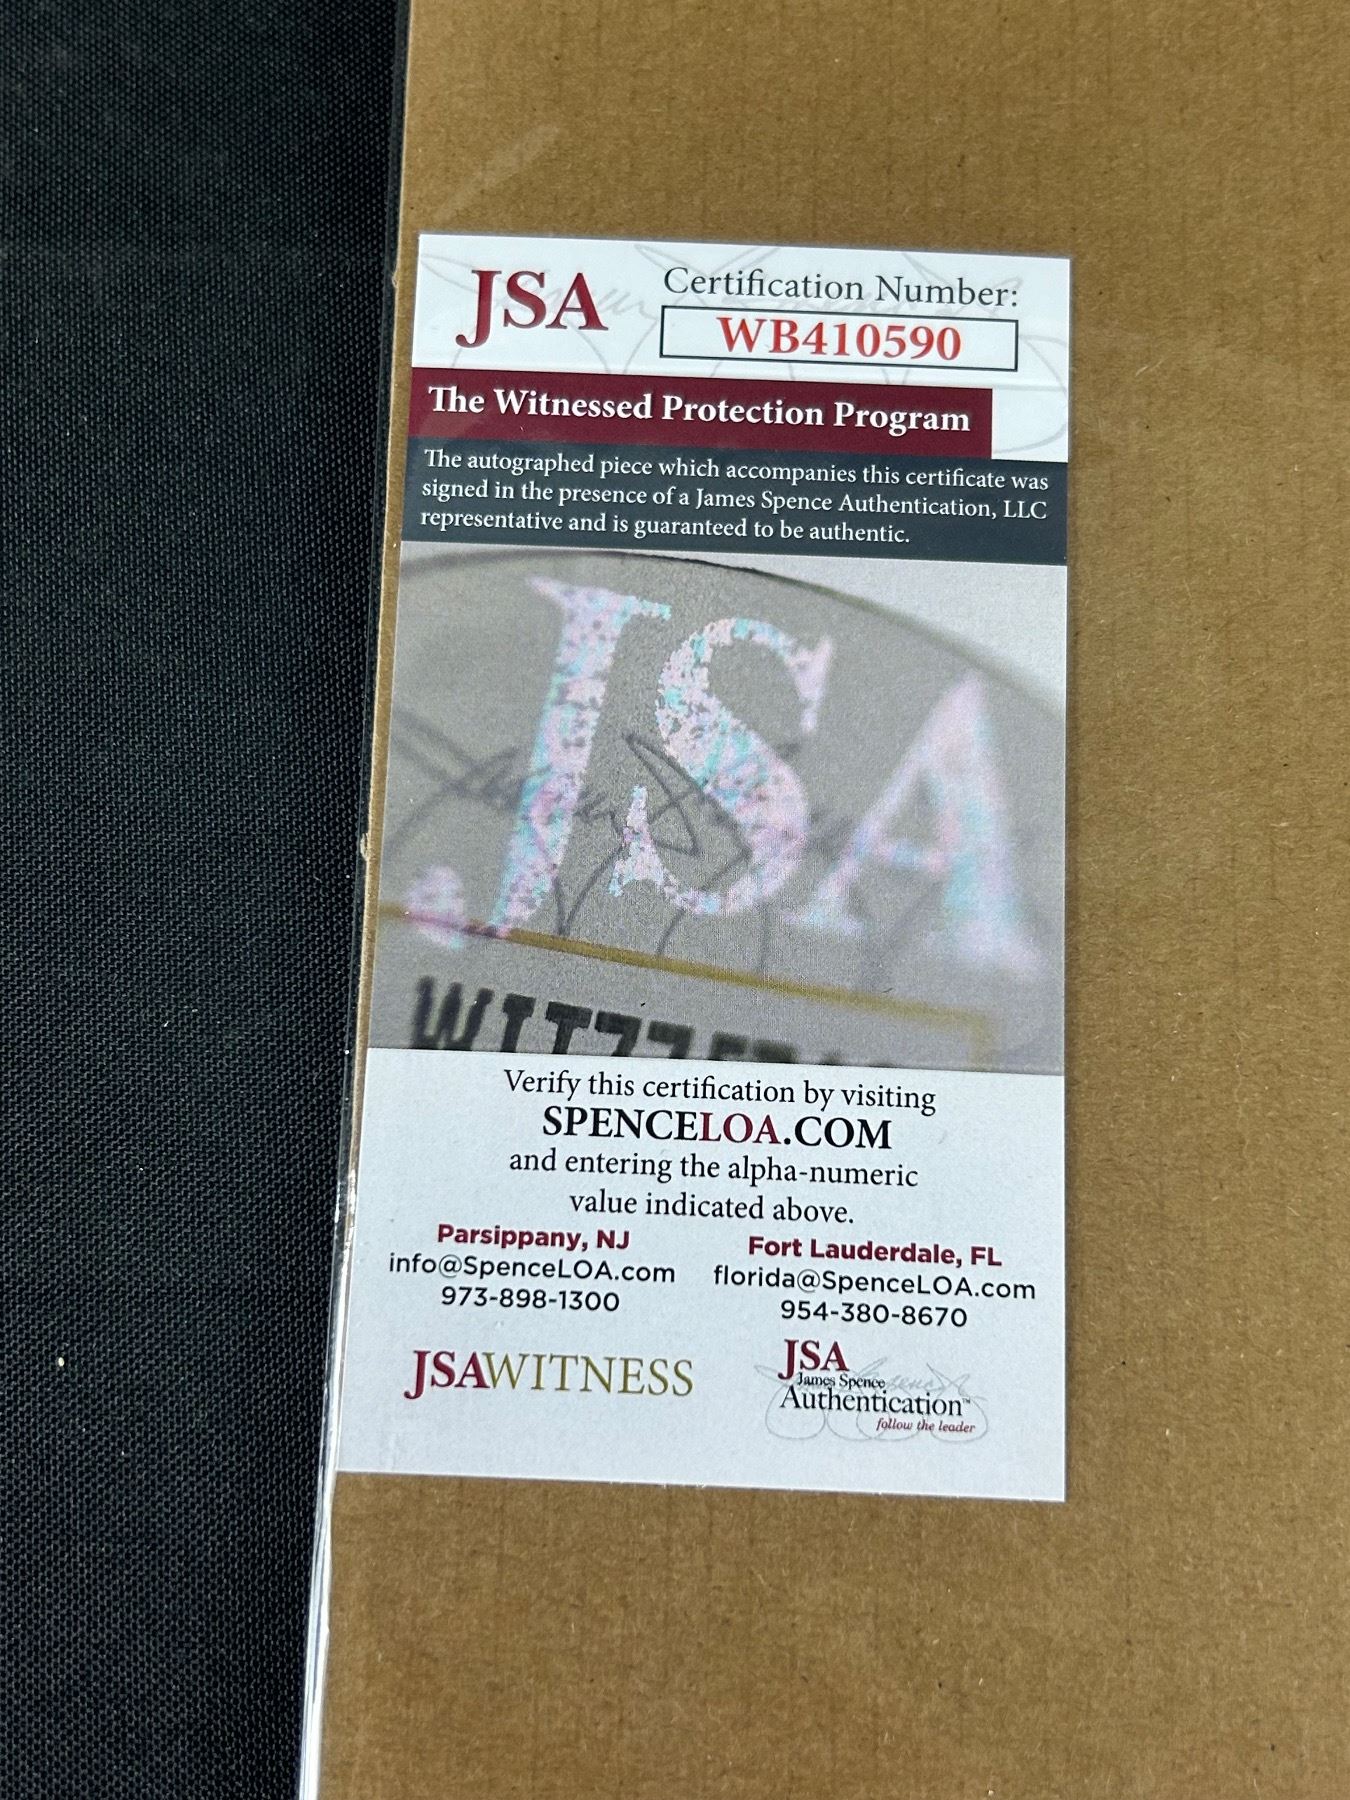 JSA
Certification Number:
WB410590
The Witnessed Protection Program
The autographed piece which accompanies this certificate was
signed in the presence of a James Spence Authentication, LLC
representative and is guaranteed to be authentic.
JSA
Verify this certification by visiting
SPENCELOA.COM
and entering the alpha-numeric
value indicated above.
Parsippany, NJ
info@SpenceLOA.com
973-898-1300
Fort Lauderdale, FL
florida@SpenceLOA.com
954-380-8670
JSAWITNESS
JSA
James Spence
Authentication™
follow the leader